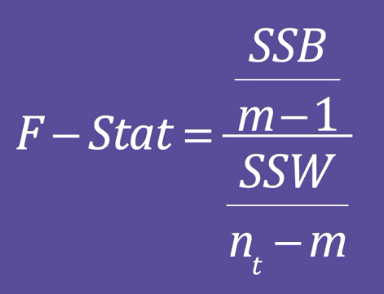 SSB
m – 1
F – Stat =
SSW
n_t – m